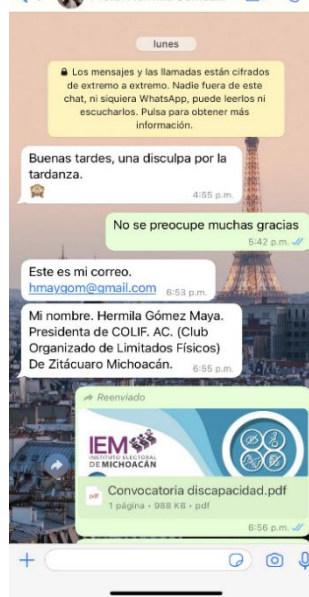 lunes
Los mensajes y las llamadas están cifrados
de extremo a extremo. Nadie fuera de este
chat, ni siquiera WhatsApp, puede leerlos ni
escucharlos. Pulsa para obtener más
información.
Buenas tardes, una disculpa por la
tardanza.
4:55 p.m.
No se preocupe muchas gracias
5:42 p.m.
Este es mi correo.
hmaygom@gmail.com 6:53 p.m.
Mi nombre. Hermila Gómez Maya.
Presidenta de COLIF. AC. (Club
Organizado de Limitados Físicos)
De Zitácuaro Michoacán. 6:55 p.m.
Reenviado
IEM
INSTITUTO ELECTORAL
DE MICHOACÁN
pdf
Convocatoria discapacidad.pdf
1 página • 988 KB • pdf
6:56 p.m.